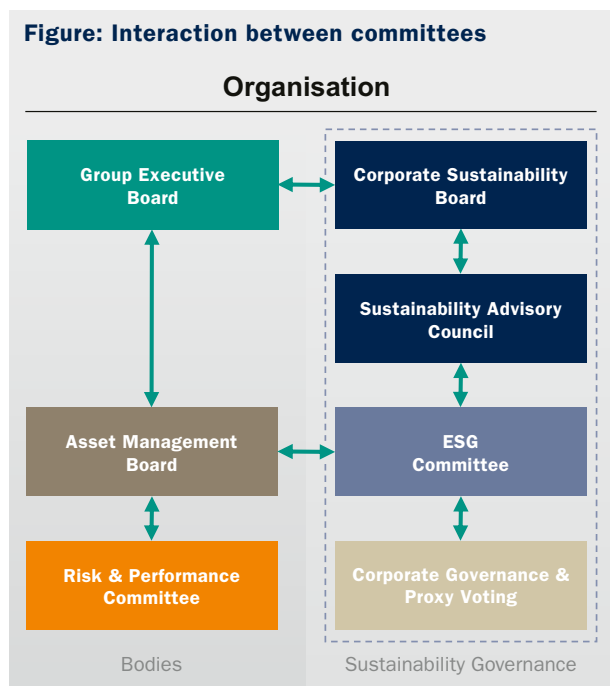 Figure: Interaction between committees
Organisation
Group Executive
Board
Corporate Sustainability
Board
Sustainability Advisory
Council
Asset Management
Board
ESG
Committee
Risk & Performance
Committee
Corporate Governance &
Proxy Voting
Bodies
Sustainability Governance